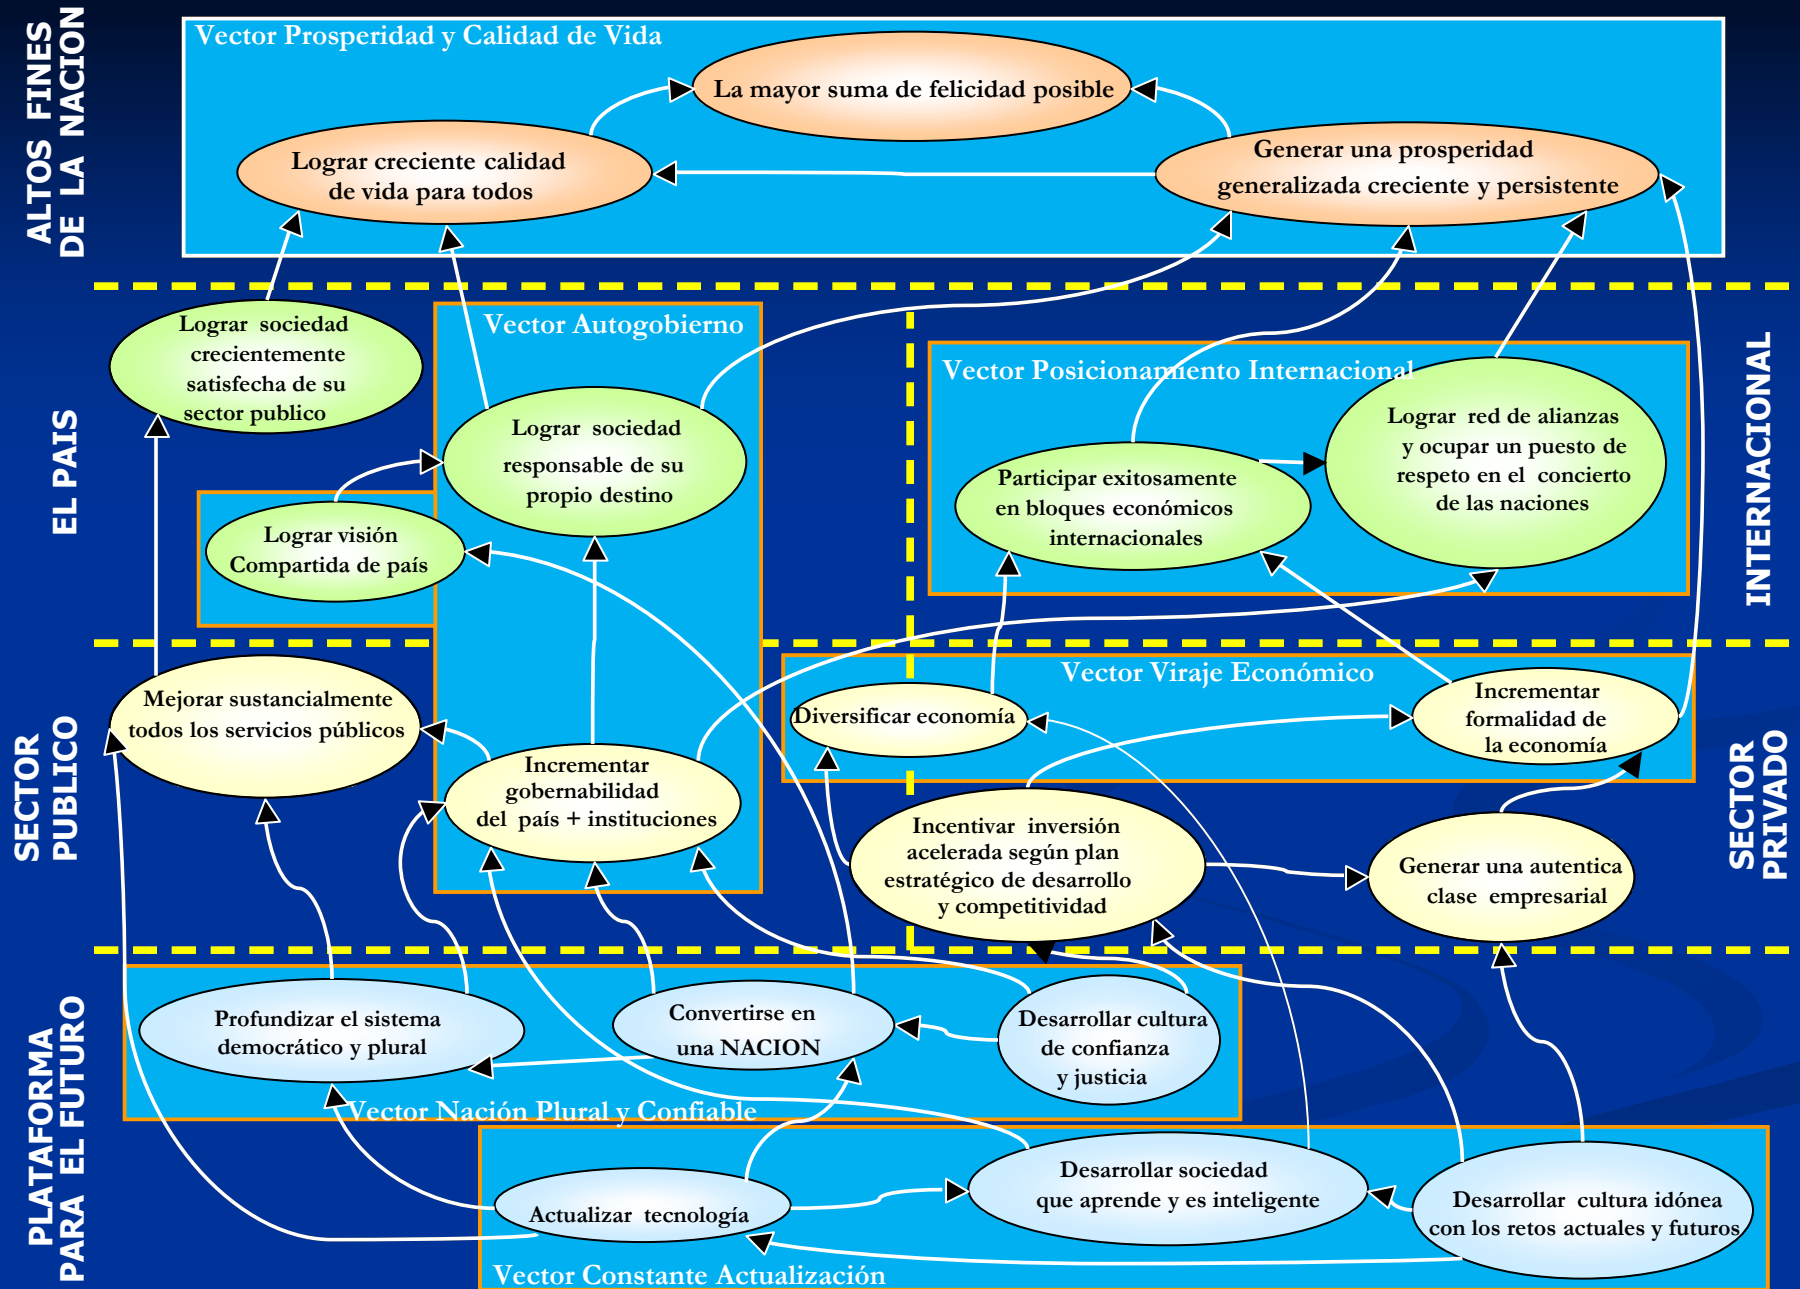 ALTOS FINES
DE LA NACION
Vector Prosperidad y Calidad de Vida
La mayor suma de felicidad posible
Lograr creciente calidad
de vida para todos
Generar una prosperidad
generalizada creciente y persistente
EL PAIS
Lograr sociedad
crecientemente
satisfecha de su
sector publico
Vector Autogobierno
Lograr sociedad
responsable de su
propio destino
Lograr visión
Compartida de país
INTERNACIONAL
Vector Posicionamiento Internacional
Participar exitosamente
en bloques económicos
internacionales
Lograr red de alianzas
y ocupar un puesto de
respeto en el concierto
de las naciones
SECTOR
PUBLICO
Mejorar sustancialmente
todos los servicios públicos
Incrementar
gobernabilidad
del país + instituciones
SECTOR
PRIVADO
Vector Viraje Económico
Diversificar economía
Incrementar
formalidad de
la economía
Incentivar inversión
acelerada según plan
estratégico de desarrollo
y competitividad
Generar una autentica
clase empresarial
PLATAFORMA
PARA EL FUTURO
Profundizar el sistema
democrático y plural
Convertirse en
una NACION
Desarrollar cultura
de confianza
y justicia
Vector Nación Plural y Confiable
Actualizar tecnología
Desarrollar sociedad
que aprende y es inteligente
Desarrollar cultura idónea
con los retos actuales y futuros
Vector Constante Actualización